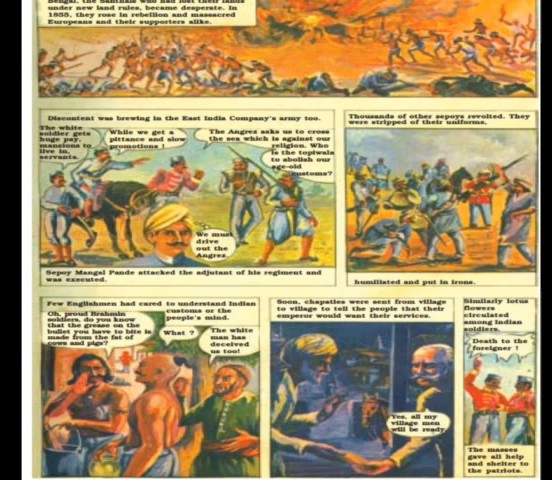 Bengal, the Santhals who had lost their lands
under new land rules, became desperate. In
1855, they rose in rebellion and massacred
Europeans and their supporters alike.
Discontent was brewing in the East India Company's army too.
The white
soldier gets
huge pay,
mansions to
live in,
servants.
While we get a
pittance and slow
promotions !
The Angrez asks us to cross
the sea which is against our
religion. Who
is the topiwala
to abolish our
age-old
customs?
We must
drive
out the
Angrez.
Sepoy Mangal Pande attacked the adjutant of his regiment and
was executed.
Thousands of other sepoys revolted. They
were stripped of their uniforms,
humiliated and put in irons.
Few Englishmen had cared to understand Indian
customs or the
people's mind.
Oh, proud Brahmin
soldiers, do you know
that the grease on the
bullet you have to bite is
made from the fat of
cows and pigs?
What ?
The white
man has
deceived
us too!
Soon, chapaties were sent from village
to village to tell the people that their
emperor would want their services.
Yes, all my
village men
will be ready.
Similarly lotus
flowers
circulated
among Indian
soldiers.
Death to the
foreigner !
The masses
gave all help
and shelter to
the patriots.